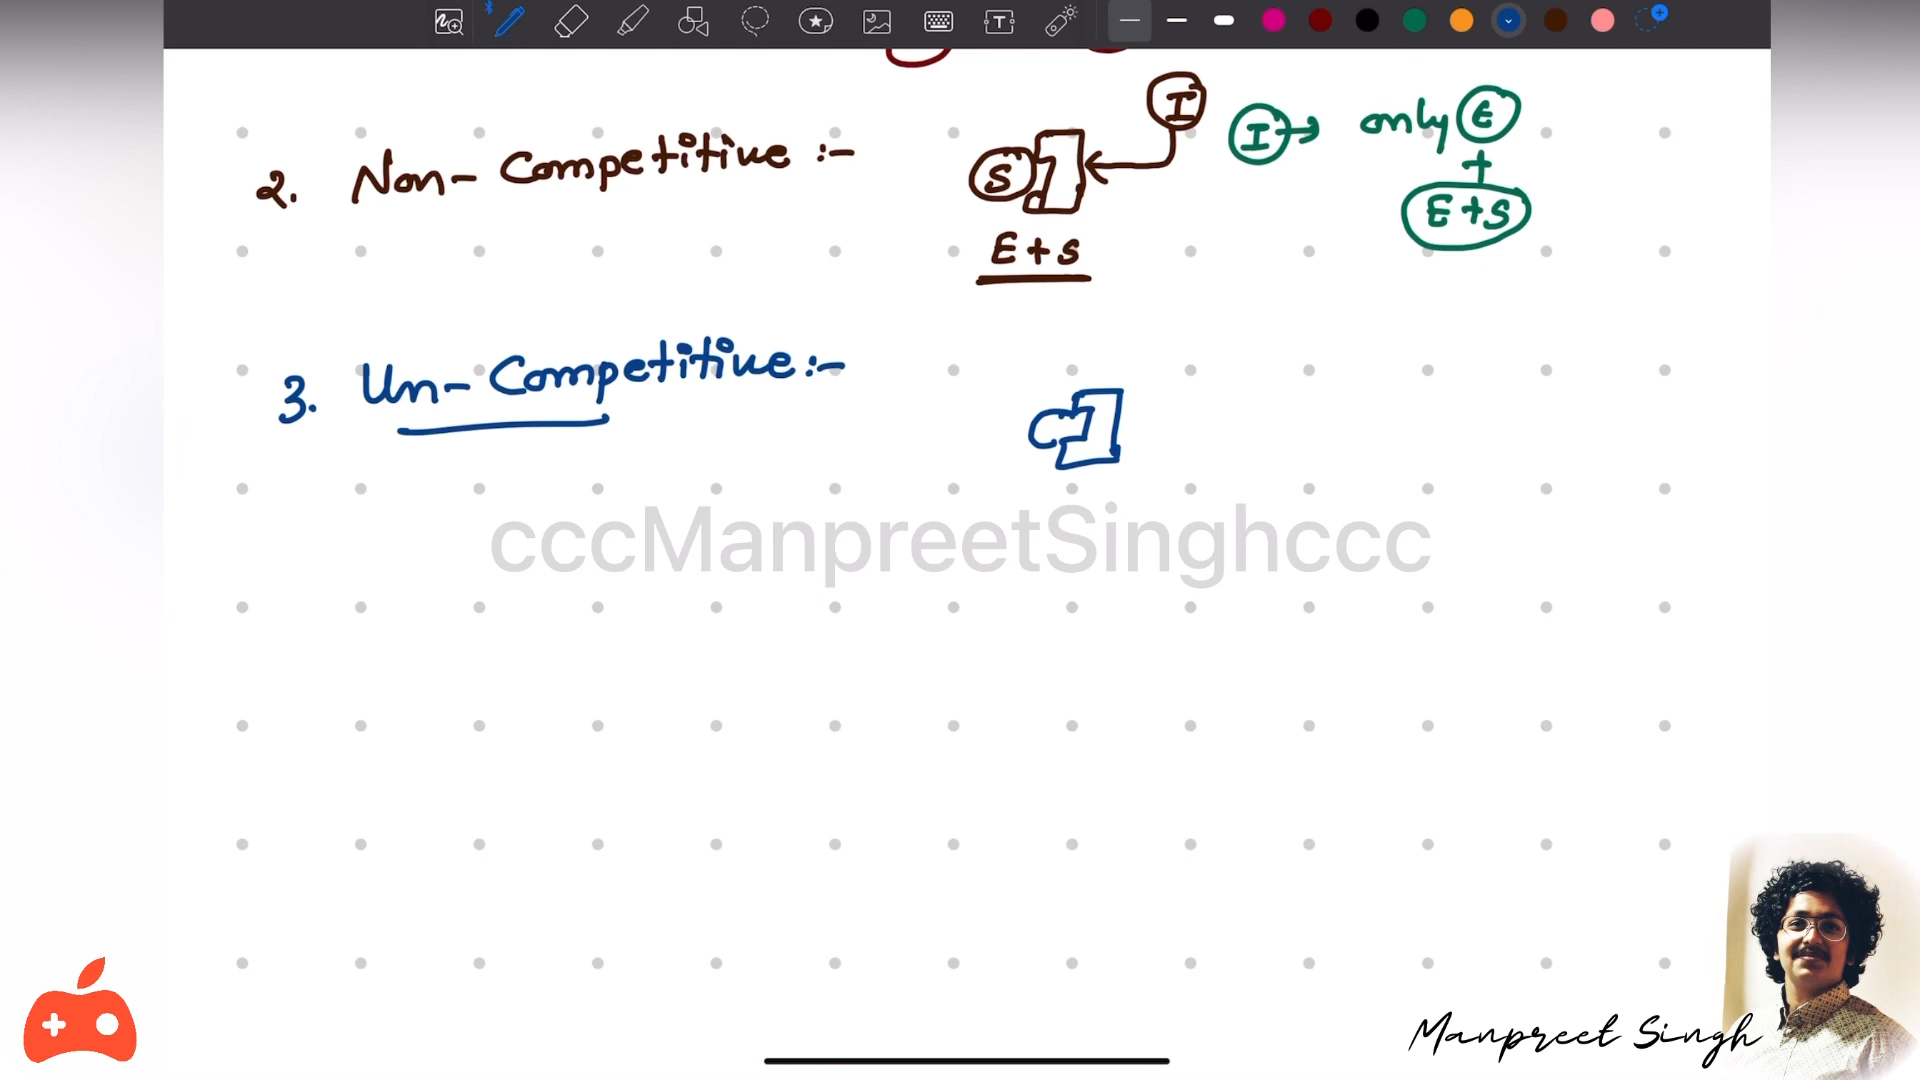 2. Non-Competitive :-
S
I
I → only E
+
E+S
E+S
3. Un-Competitive:-
cccManpreetSinghccc
Manpreet Singh